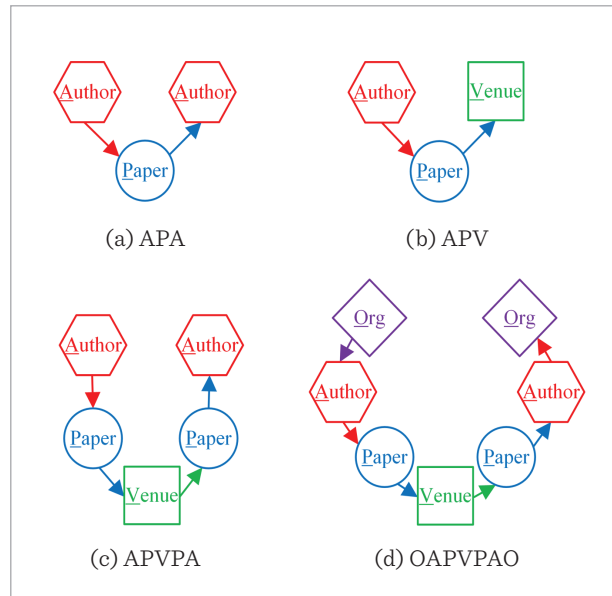 Author Author
Paper
(a) APA
Author Venue
Paper
(b) APV
Author Author
Paper Paper
Venue
(c) APVPA
Org Org
Author Author
Paper Paper
Venue
(d) OAPVPAO